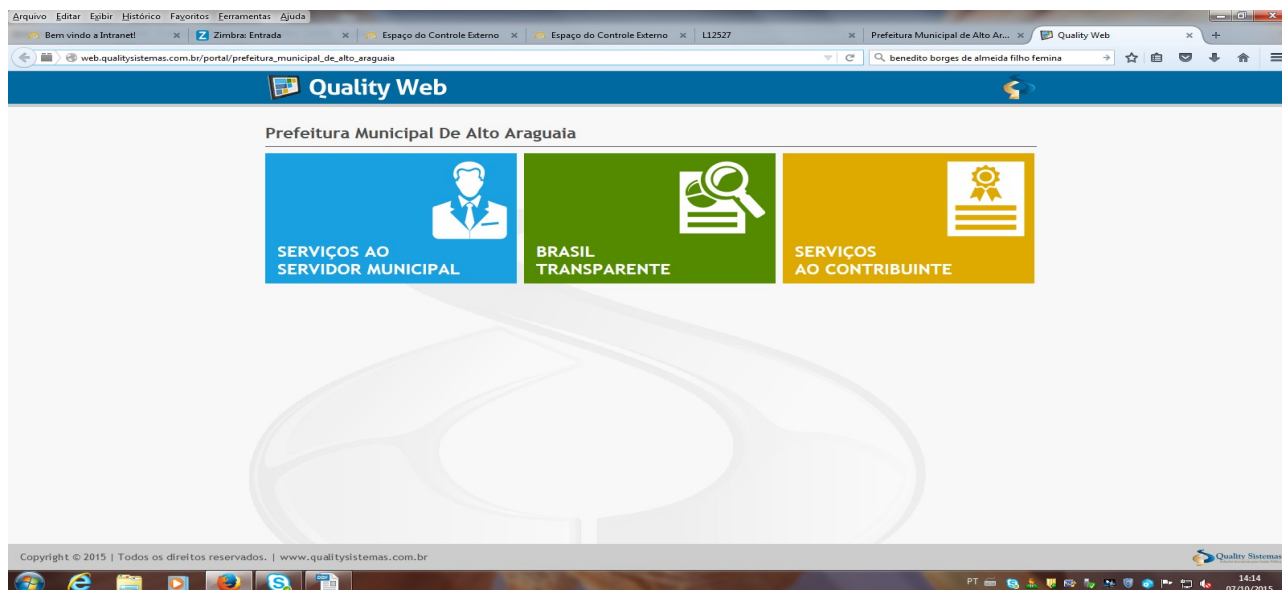 Arquivo Editar Exibir Histórico Favoritos Ferramentas Ajuda
Bem vindo a Intranet! Zimbra: Entrada Espaço do Controle Externo Espaço do Controle Externo L12527 Prefeitura Municipal de Alto Ar... Quality Web
web.qualitysistemas.com.br/portal/prefeitura_municipal_de_alto_araguaia benedito borges de almeida filho femina
Quality Web
Prefeitura Municipal De Alto Araguaia
SERVIÇOS AO
SERVIDOR MUNICIPAL
BRASIL
TRANSPARENTE
SERVIÇOS
AO CONTRIBUINTE
Copyright © 2015 | Todos os direitos reservados. | www.qualitysistemas.com.br
Quality Sistemas
PT 14:14
07/10/2015